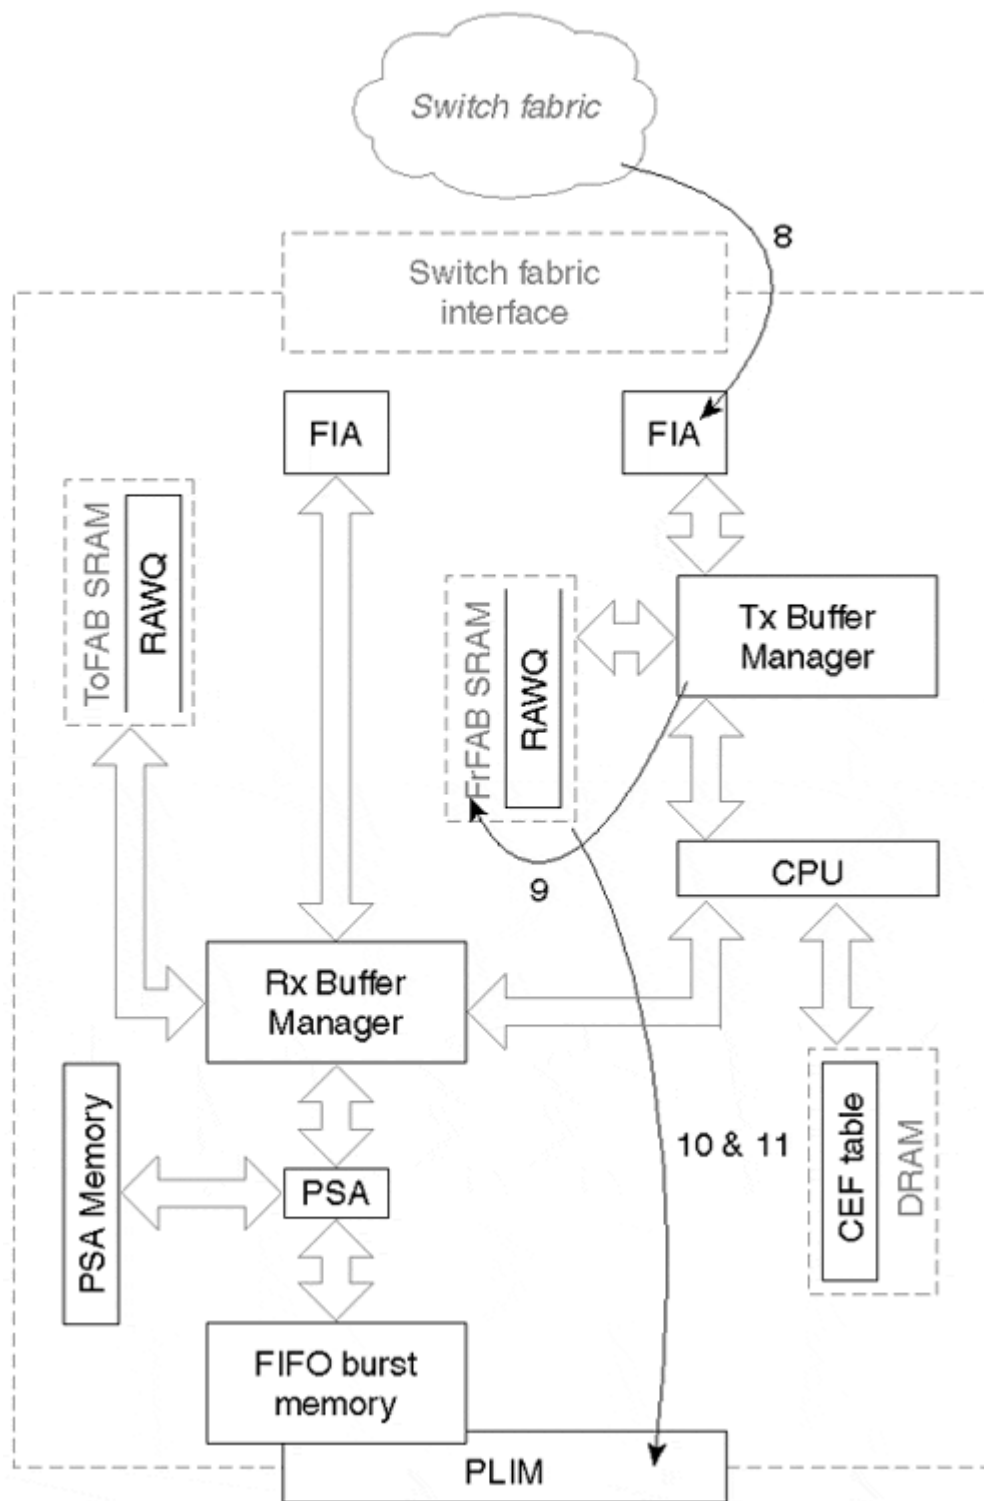 Switch fabric
8
Switch fabric
interface
FIA
FIA
ToFAB SRAM
RAWQ
FrFAB SRAM
RAWQ
Tx Buffer
Manager
CPU
9
Rx Buffer
Manager
PSA Memory
PSA
10 & 11
CEF table
DRAM
FIFO burst
memory
PLIM